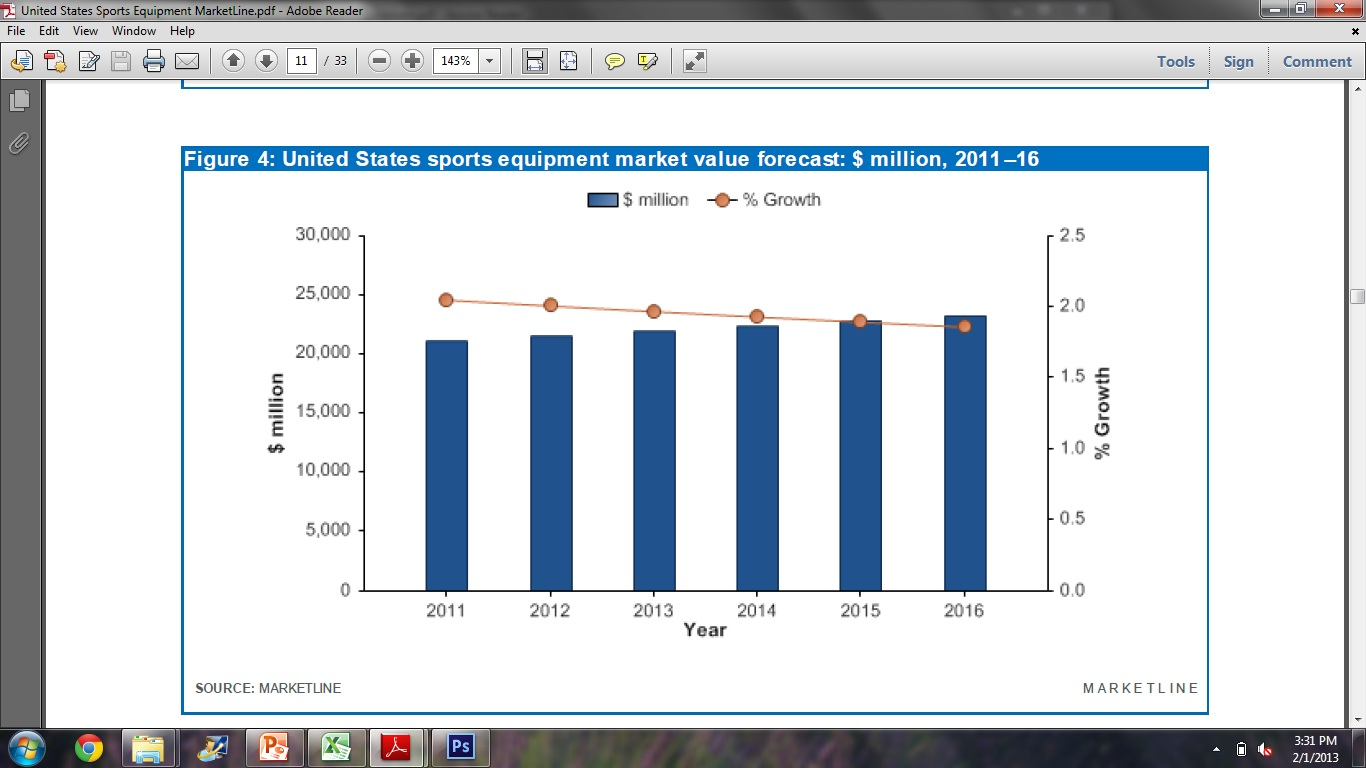 United States Sports Equipment MarketLine.pdf - Adobe Reader
File Edit View Window Help
11 / 33 143% Tools Sign Comment
Figure 4: United States sports equipment market value forecast: $ million, 2011–16
$ million % Growth
30,000 2.5
25,000 2.0
20,000 1.5
15,000 1.0
10,000 0.5
5,000 0.0
0
$ million
% Growth
2011 2012 2013 2014 2015 2016
Year
SOURCE: MARKETLINE MARKETLINE
Ps
3:31 PM
2/1/2013